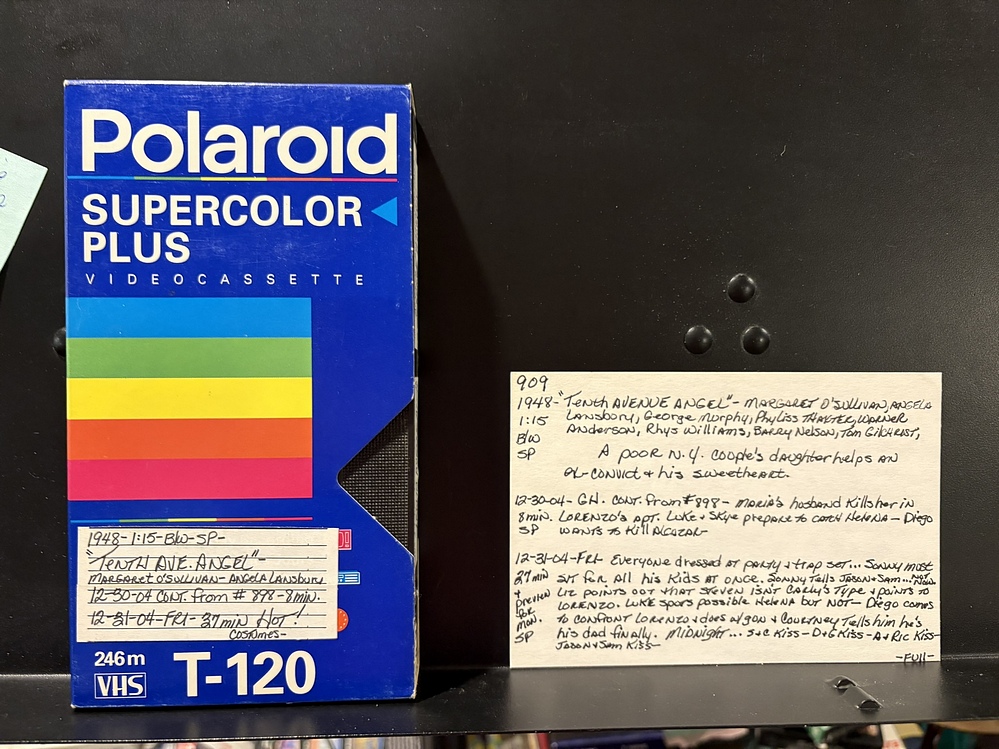 Polaroid
SUPERCOLOR
PLUS
VIDEOCASSETTE
1948-1:15-B/W-SP-
"Tenth AVE. ANGEL"-
MARGARET O'SULLIVAN-ANGELA LANSBURY
12-30-04 CONT. from # 898-8min.
12-31-04-FRI- 37min HOT!
COSTUMES-
246m
VHS
T-120
909
1948-"Tenth AVENUE ANGEL"- MARGARET O'SULLIVAN, ANGELA
1:15 Lansbury, George Murphy, Phyliss THAXTER, WARNER
B/W Anderson, Rhys Williams, BARRY Nelson, Tom GilCHRIST,
SP A poor N.Y. couple's daughter helps AN
ex-convict & his sweetheart.
12-30-04- G.H. CONT. From #898- MARIA'S husband Kills her in
8min. LORENZO'S apt. Luke & Skye prepare to catch Helena- Diego
SP WANTS to Kill ALCAZAR-
12-31-04-FRI- Everyone dressed at party & trap set... Sonny must
37min sit for all his Kids at once. Sonny Tells Jason & Sam... NOT NOW
& preview LIZ points OUT that STEVEN ISN'T CARLY'S Type & points to
for LORENZO. Luke spots possible Helena but NOT- Diego comes
mon. to CONFRONT LORENZO & does w/gun & COURTNEY Tells him he's
SP his dad finally. MIDNIGHT... S+C Kiss- D+G Kiss- A+Ric Kiss-
Jason & Sam Kiss-
-Full-